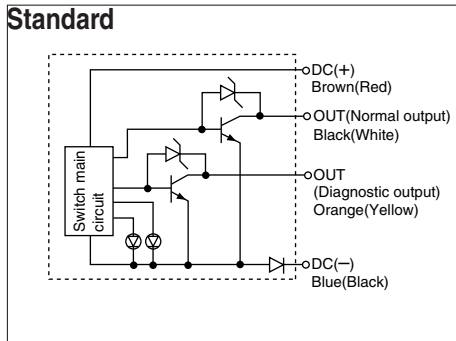 Standard
DC(+)
Brown(Red)
OUT(Normal output)
Black(White)
OUT
(Diagnostic output)
Orange(Yellow)
Switch main
circuit
DC(−)
Blue(Black)